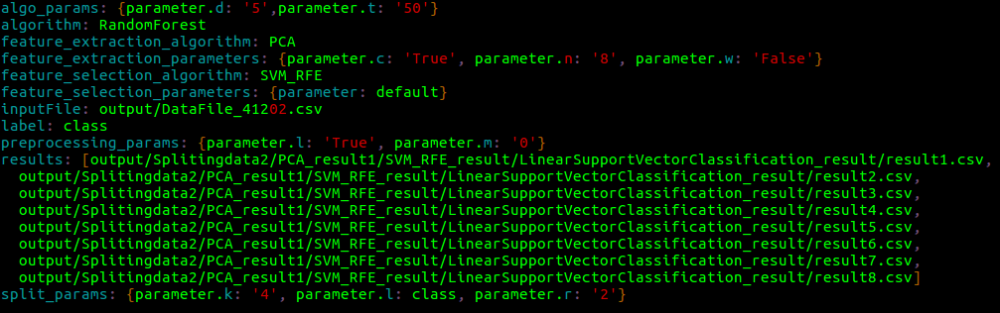 algo_params: {parameter.d: '5',parameter.t: '50'}
algorithm: RandomForest
feature_extraction_algorithm: PCA
feature_extraction_parameters: {parameter.c: 'True', parameter.n: '8', parameter.w: 'False'}
feature_selection_algorithm: SVM_RFE
feature_selection_parameters: {parameter: default}
inputFile: output/DataFile_41202.csv
label: class
preprocessing_params: {parameter.l: 'True', parameter.m: '0'}
results: [output/Splitingdata2/PCA_result1/SVM_RFE_result/LinearSupportVectorClassification_result/result1.csv,
  output/Splitingdata2/PCA_result1/SVM_RFE_result/LinearSupportVectorClassification_result/result2.csv,
  output/Splitingdata2/PCA_result1/SVM_RFE_result/LinearSupportVectorClassification_result/result3.csv,
  output/Splitingdata2/PCA_result1/SVM_RFE_result/LinearSupportVectorClassification_result/result4.csv,
  output/Splitingdata2/PCA_result1/SVM_RFE_result/LinearSupportVectorClassification_result/result5.csv,
  output/Splitingdata2/PCA_result1/SVM_RFE_result/LinearSupportVectorClassification_result/result6.csv,
  output/Splitingdata2/PCA_result1/SVM_RFE_result/LinearSupportVectorClassification_result/result7.csv,
  output/Splitingdata2/PCA_result1/SVM_RFE_result/LinearSupportVectorClassification_result/result8.csv]
split_params: {parameter.k: '4', parameter.l: class, parameter.r: '2'}